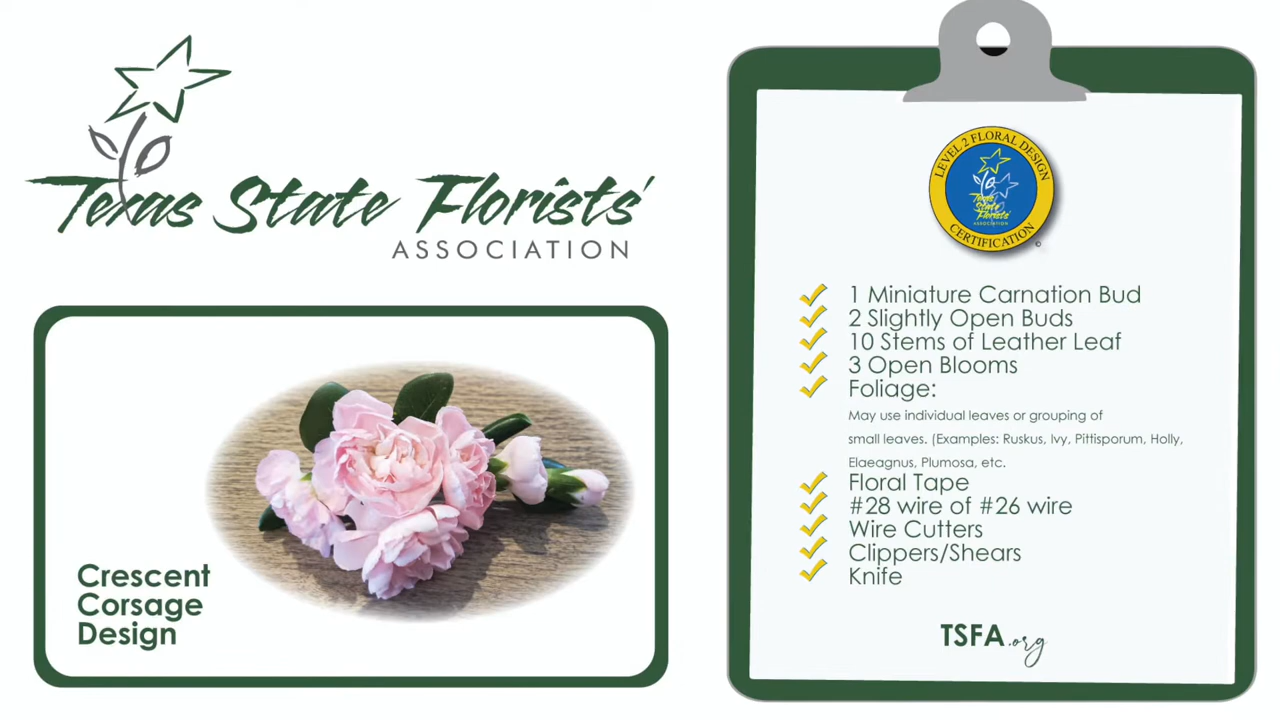 Texas State Florists'
ASSOCIATION
Crescent
Corsage
Design
LEVEL 2 FLORAL DESIGN
Texas
State
Florists'
ASSOCIATION
CERTIFICATION
©
1 Miniature Carnation Bud
2 Slightly Open Buds
10 Stems of Leather Leaf
3 Open Blooms
Foliage:
May use individual leaves or grouping of
small leaves. (Examples: Ruskus, Ivy, Pittisporum, Holly,
Elaeagnus, Plumosa, etc.
Floral Tape
#28 wire of #26 wire
Wire Cutters
Clippers/Shears
Knife
TSFA.org